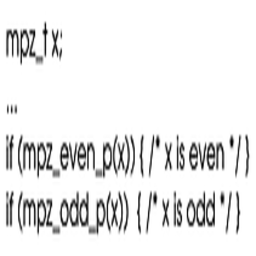 mpz_t x;
...
if (mpz_even_p(x)) { /* x is even */ }
if (mpz_odd_p(x)) { /* x is odd */ }